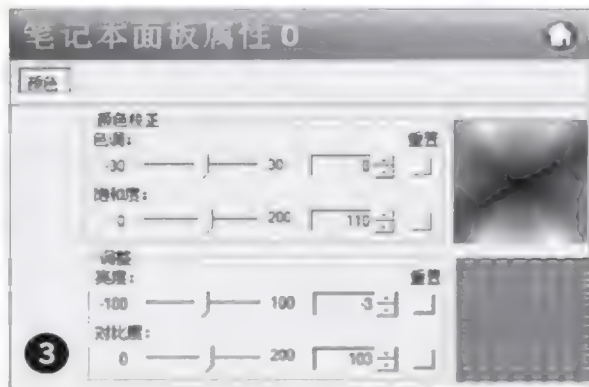 笔记本面板属性 0
颜色
颜色校正
色调： 重置
-30 30 0
饱和度：
0 200 110
调整
亮度： 重置
-100 100 -3
对比度：
0 200 100
3